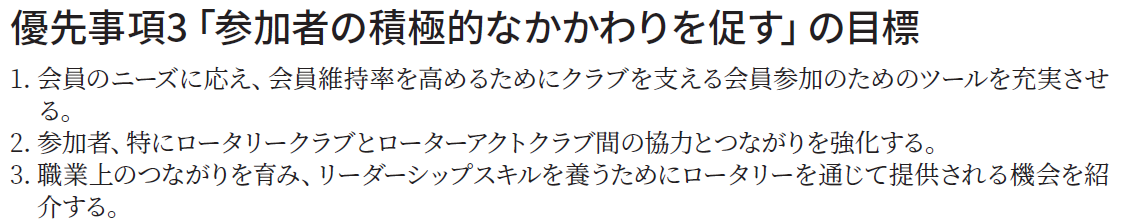 優先事項3「参加者の積極的なかかわりを促す」の目標
1. 会員のニーズに応え、会員維持率を高めるためにクラブを支える会員参加のためのツールを充実させ
る。
2. 参加者、特にロータリークラブとローターアクトクラブ間の協力とつながりを強化する。
3. 職業上のつながりを育み、リーダーシップスキルを養うためにロータリーを通じて提供される機会を紹
介する。